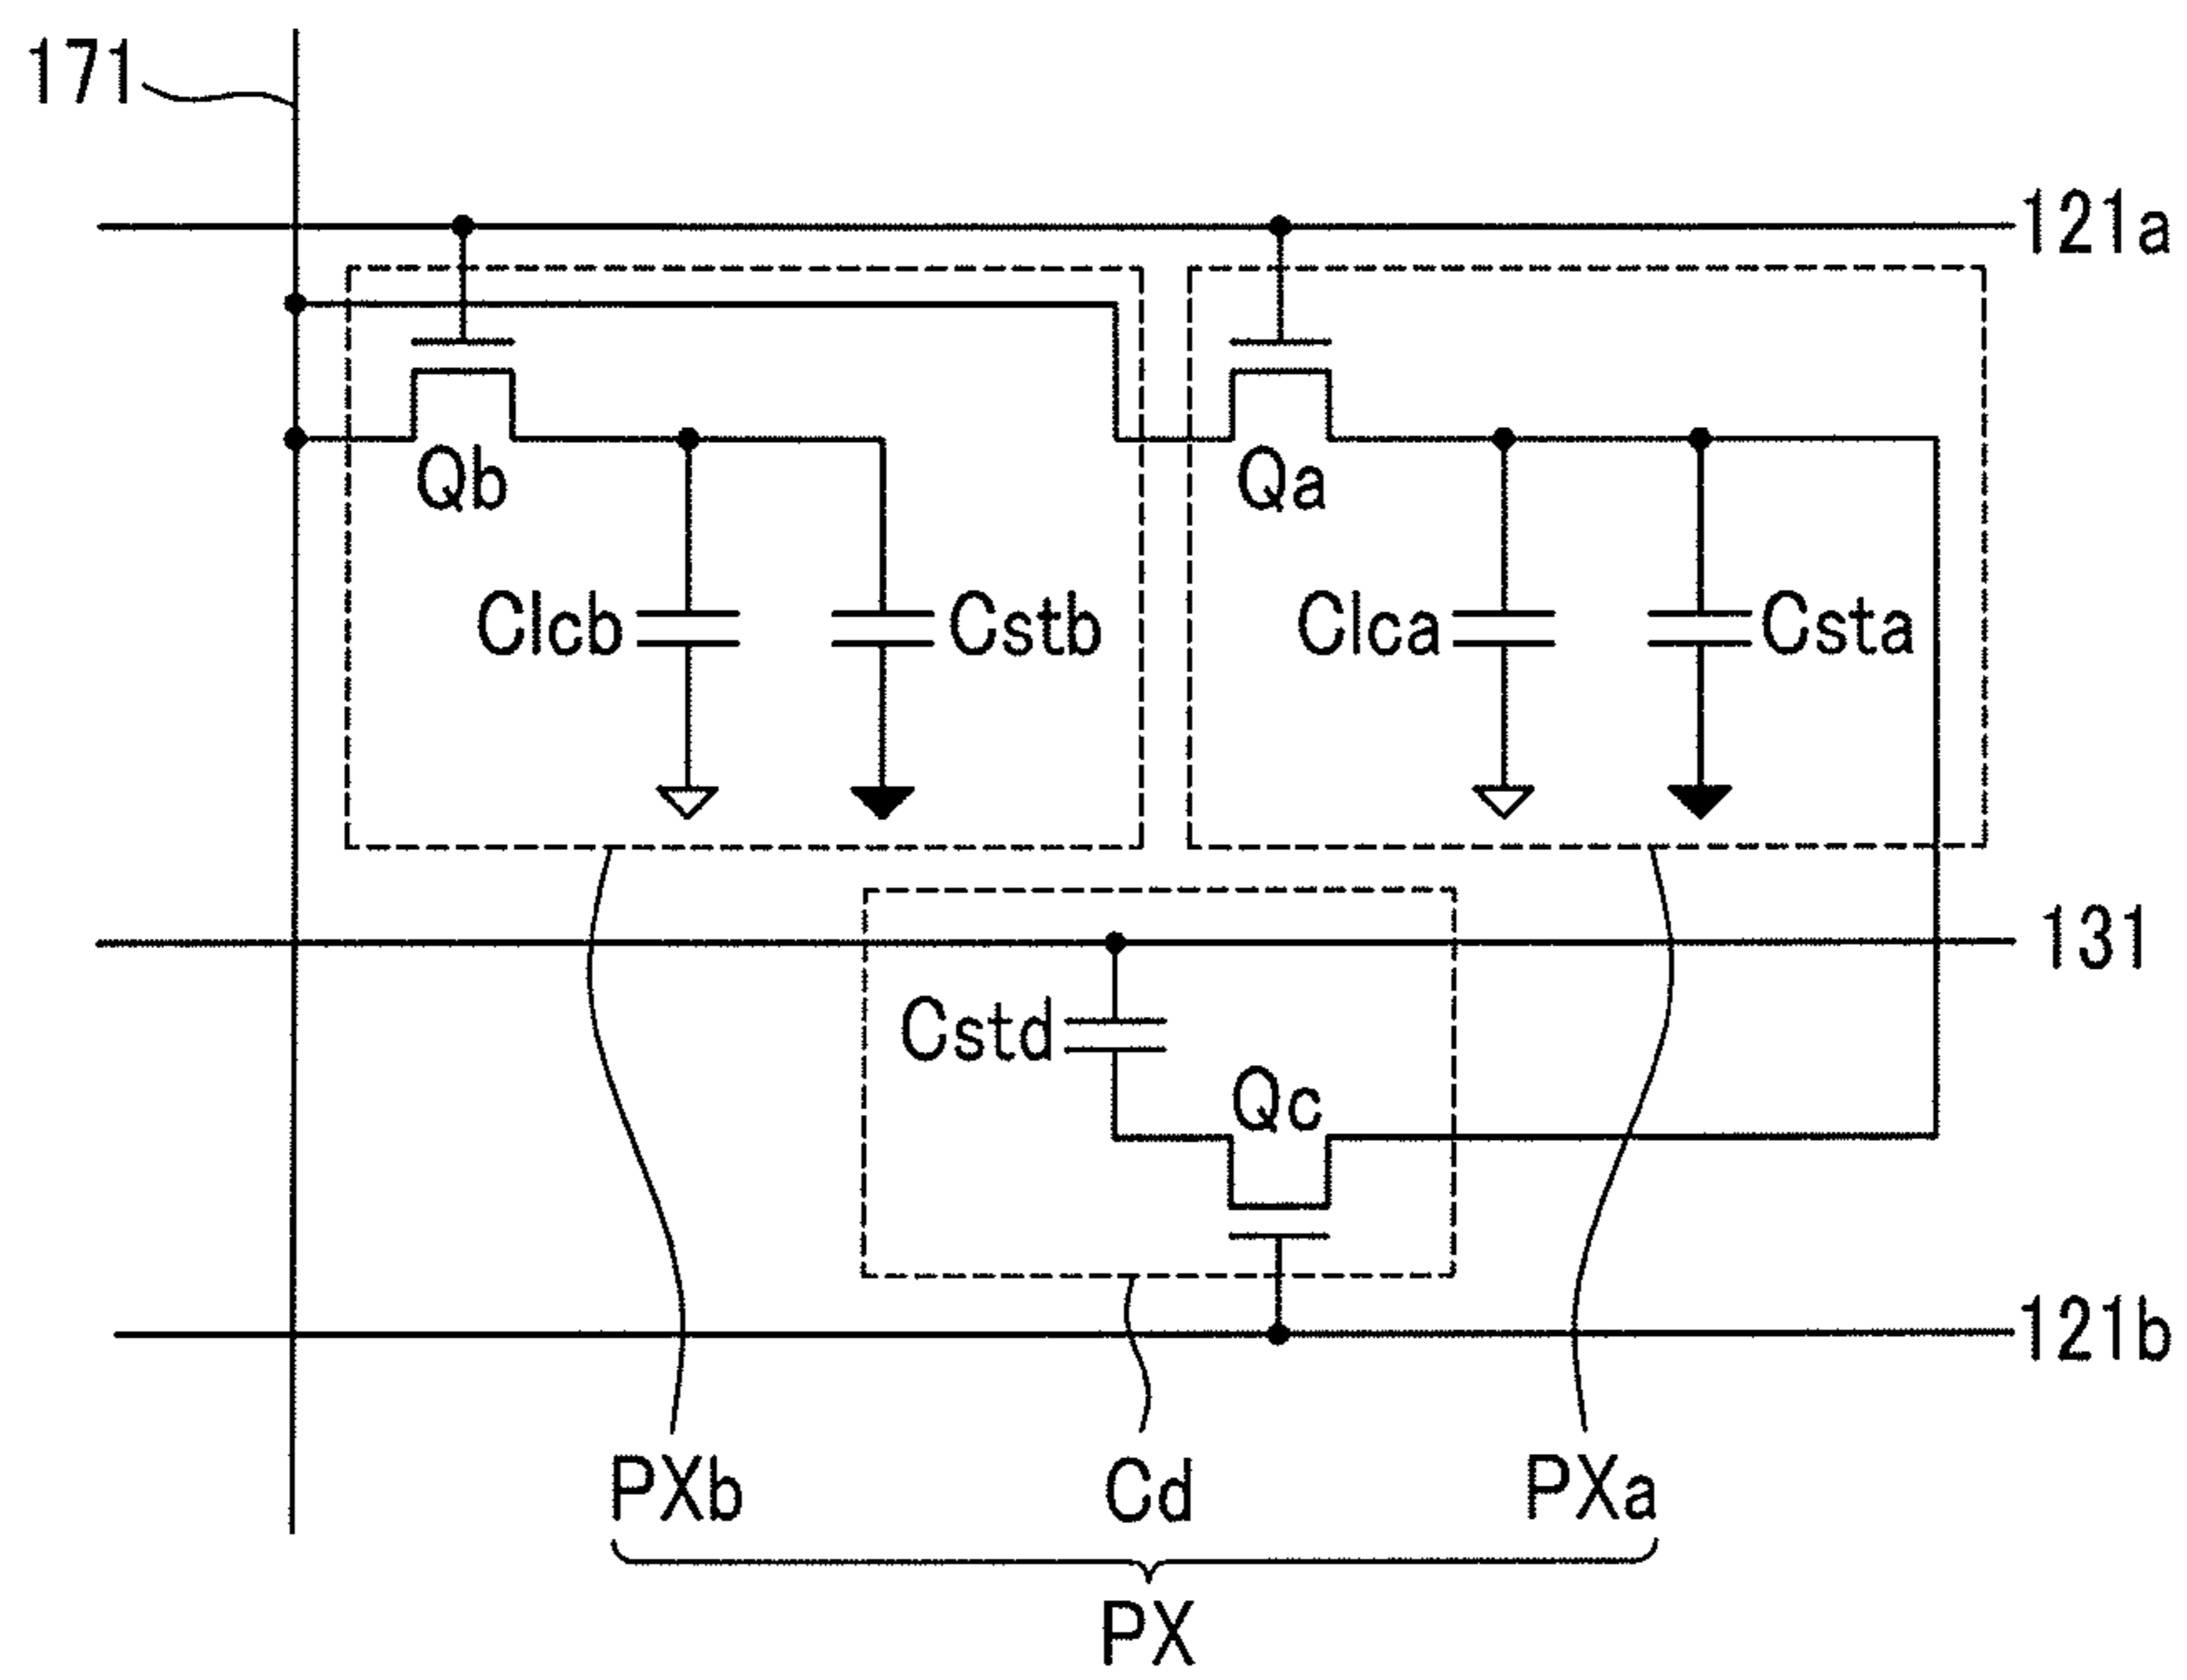 171
121a
Qb
Qa
Clcb
Cstb
Clca
Csta
131
Cstd
Qc
121b
PXb
Cd
PXa
PX